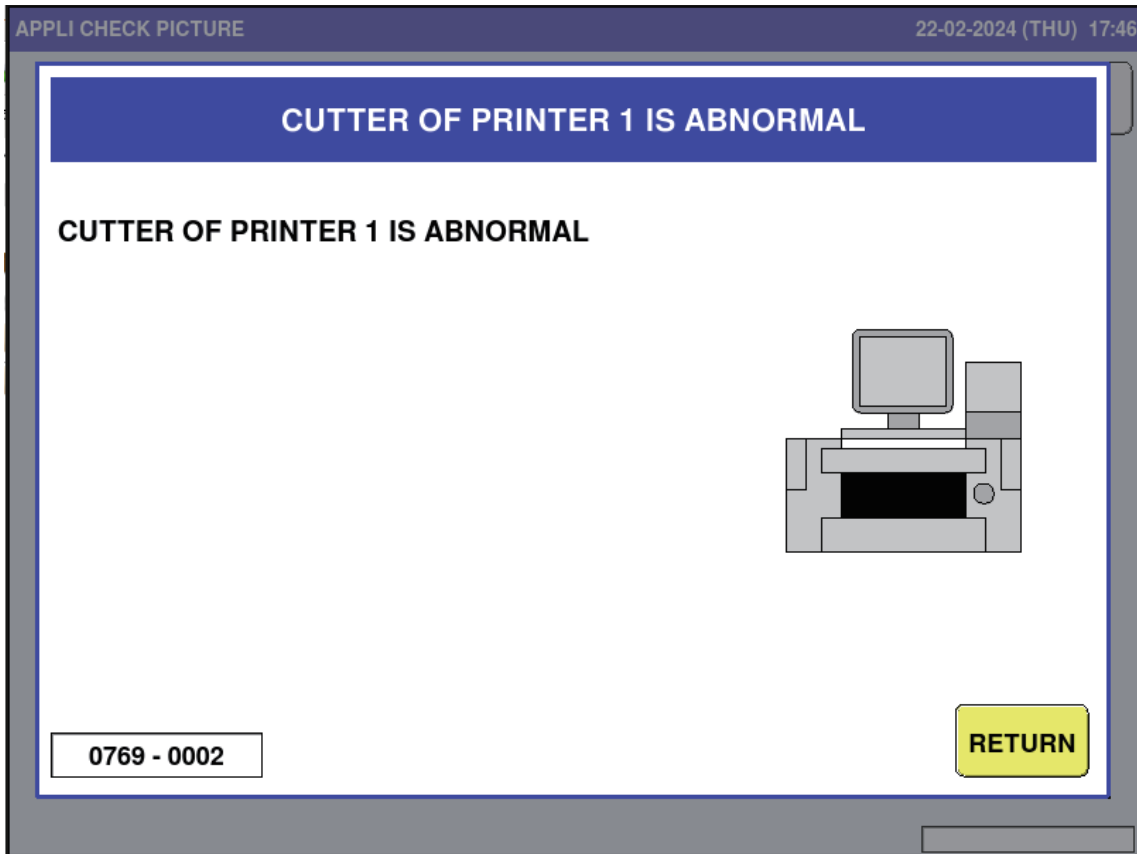 APPLI CHECK PICTURE 22-02-2024 (THU) 17:46
CUTTER OF PRINTER 1 IS ABNORMAL
CUTTER OF PRINTER 1 IS ABNORMAL
RETURN
0769 - 0002